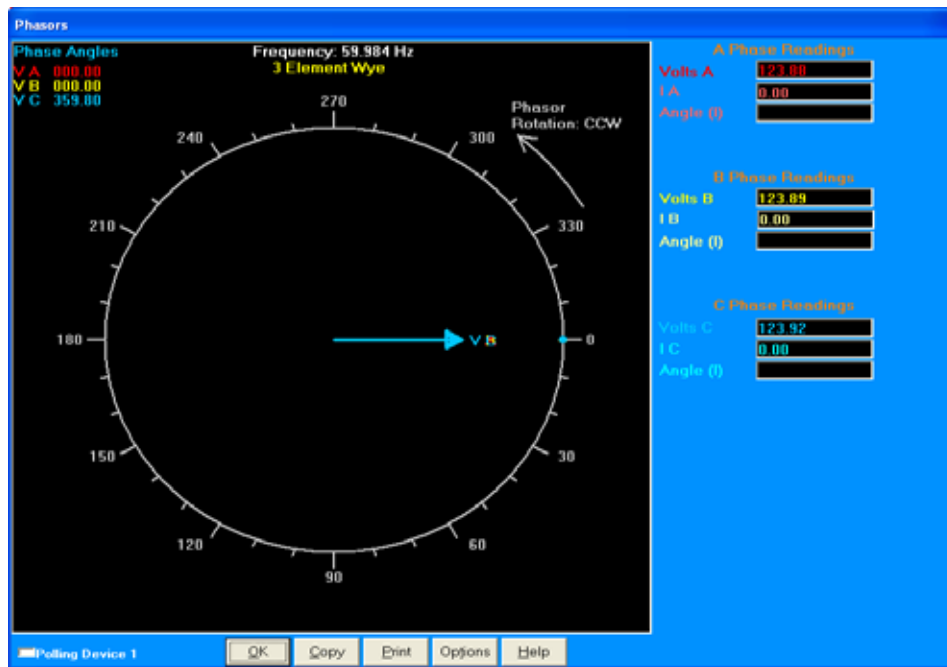 Phasors
Phase Angles
V A 000.00
V B 000.00
V C 359.80
Frequency: 59.984 Hz
3 Element Wye
Phasor
Rotation: CCW
270
240
300
210
330
180
0
150
30
120
60
90
V B
A Phase Readings
Volts A 123.88
I A 0.00
Angle (I)
B Phase Readings
Volts B 123.89
I B 0.00
Angle (I)
C Phase Readings
Volts C 123.92
I C 0.00
Angle (I)
Polling Device 1
OK
Copy
Print
Options
Help